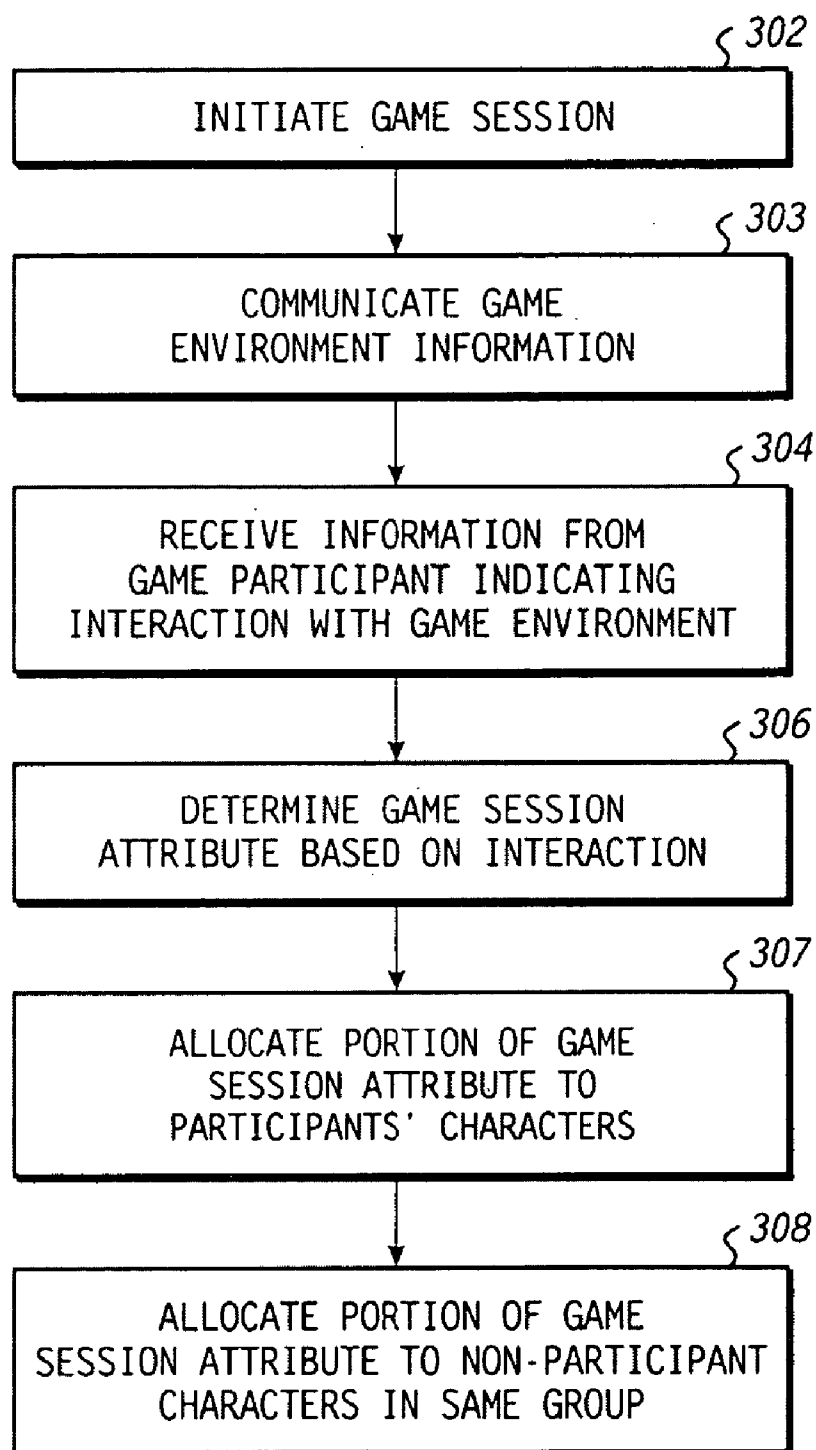 302
INITIATE GAME SESSION
303
COMMUNICATE GAME
ENVIRONMENT INFORMATION
304
RECEIVE INFORMATION FROM
GAME PARTICIPANT INDICATING
INTERACTION WITH GAME ENVIRONMENT
306
DETERMINE GAME SESSION
ATTRIBUTE BASED ON INTERACTION
307
ALLOCATE PORTION OF GAME
SESSION ATTRIBUTE TO
PARTICIPANTS' CHARACTERS
308
ALLOCATE PORTION OF GAME
SESSION ATTRIBUTE TO NON-PARTICIPANT
CHARACTERS IN SAME GROUP